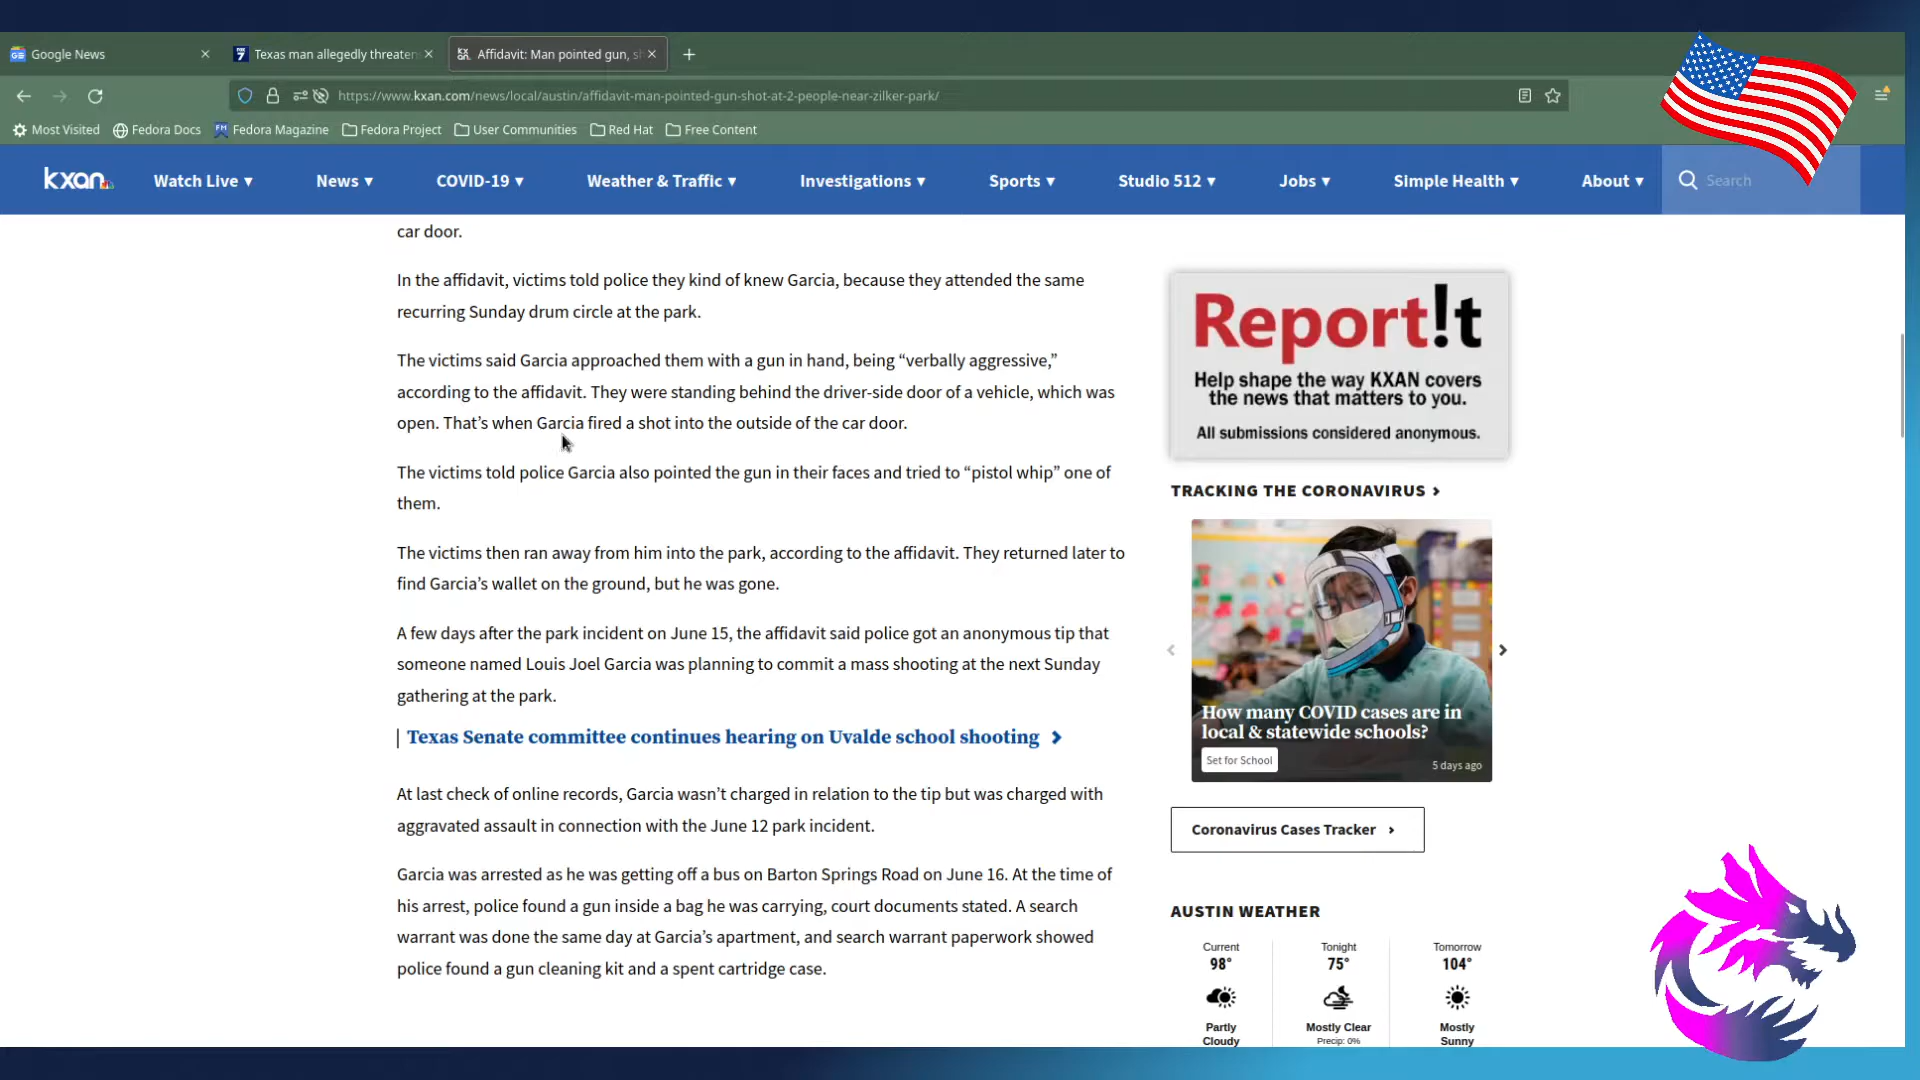 Google News
Texas man allegedly threaten
Affidavit: Man pointed gun, s
https://www.kxan.com/news/local/austin/affidavit-man-pointed-gun-shot-at-2-people-near-zilker-park/
Most Visited
Fedora Docs
Fedora Magazine
Fedora Project
User Communities
Red Hat
Free Content
kxan
Watch Live
News
COVID-19
Weather & Traffic
Investigations
Sports
Studio 512
Jobs
Simple Health
About
Search
car door.
In the affidavit, victims told police they kind of knew Garcia, because they attended the same
recurring Sunday drum circle at the park.
The victims said Garcia approached them with a gun in hand, being “verbally aggressive,”
according to the affidavit. They were standing behind the driver-side door of a vehicle, which was
open. That’s when Garcia fired a shot into the outside of the car door.
The victims told police Garcia also pointed the gun in their faces and tried to “pistol whip” one of
them.
The victims then ran away from him into the park, according to the affidavit. They returned later to
find Garcia’s wallet on the ground, but he was gone.
A few days after the park incident on June 15, the affidavit said police got an anonymous tip that
someone named Louis Joel Garcia was planning to commit a mass shooting at the next Sunday
gathering at the park.
Texas Senate committee continues hearing on Uvalde school shooting
At last check of online records, Garcia wasn’t charged in relation to the tip but was charged with
aggravated assault in connection with the June 12 park incident.
Garcia was arrested as he was getting off a bus on Barton Springs Road on June 16. At the time of
his arrest, police found a gun inside a bag he was carrying, court documents stated. A search
warrant was done the same day at Garcia’s apartment, and search warrant paperwork showed
police found a gun cleaning kit and a spent cartridge case.
Report!t
Help shape the way KXAN covers
the news that matters to you.
All submissions considered anonymous.
TRACKING THE CORONAVIRUS
How many COVID cases are in
local & statewide schools?
Set for School
5 days ago
Coronavirus Cases Tracker
AUSTIN WEATHER
Current
98°
Partly
Cloudy
Tonight
75°
Mostly Clear
Precip: 0%
Tomorrow
104°
Mostly
Sunny